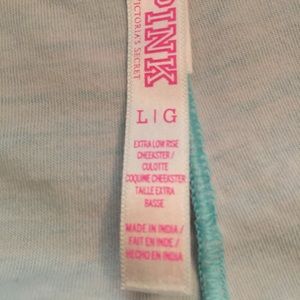 VICTORIA'S SECRET
PINK
L | G
EXTRA LOW RISE
CHEEKSTER /
CULOTTE
COQUINE CHEEKSTER
TAILLE EXTRA
BASSE
MADE IN INDIA /
FAIT EN INDE /
HECHO EN INDIA